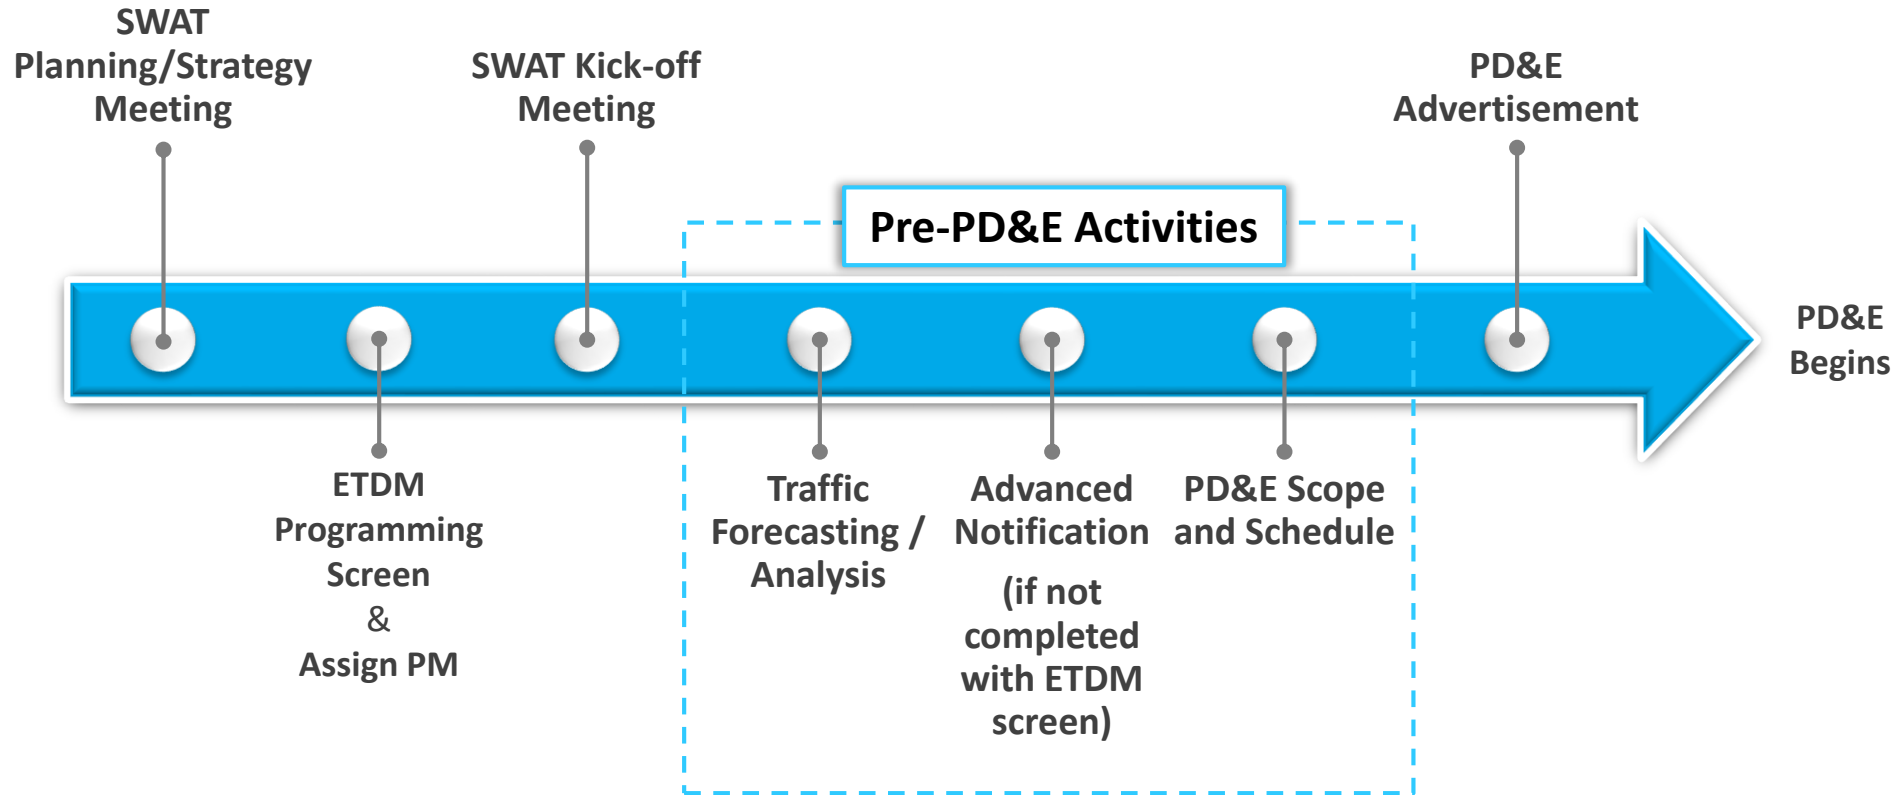 SWAT
Planning/Strategy
Meeting
SWAT Kick-off
Meeting
PD&E
Advertisement
Pre-PD&E Activities
PD&E
Begins
ETDM
Programming
Screen
&
Assign PM
Traffic
Forecasting /
Analysis
Advanced
Notification
(if not
completed
with ETDM
screen)
PD&E Scope
and Schedule